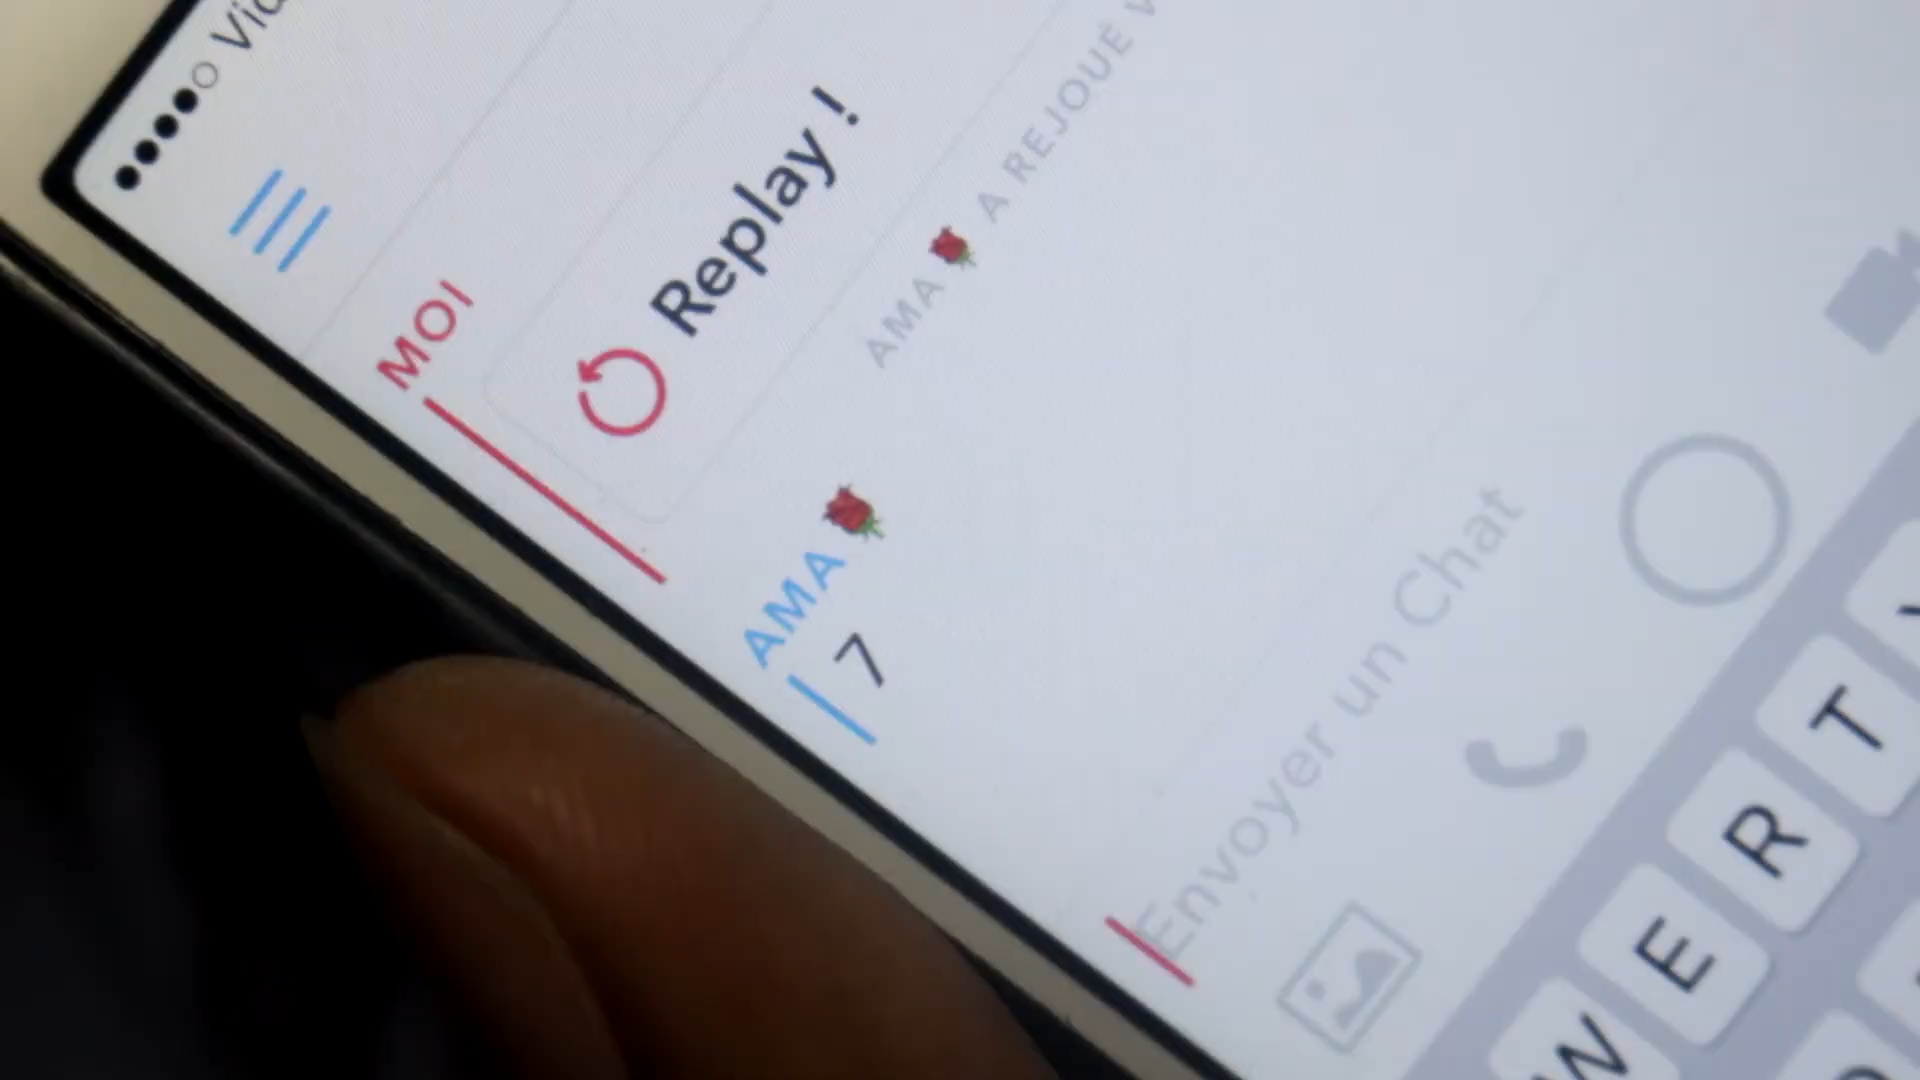 MOI
Replay !
AMA🌹 A REJOUÉ
AMA🌹
7
Envoyer un Chat
W E R T